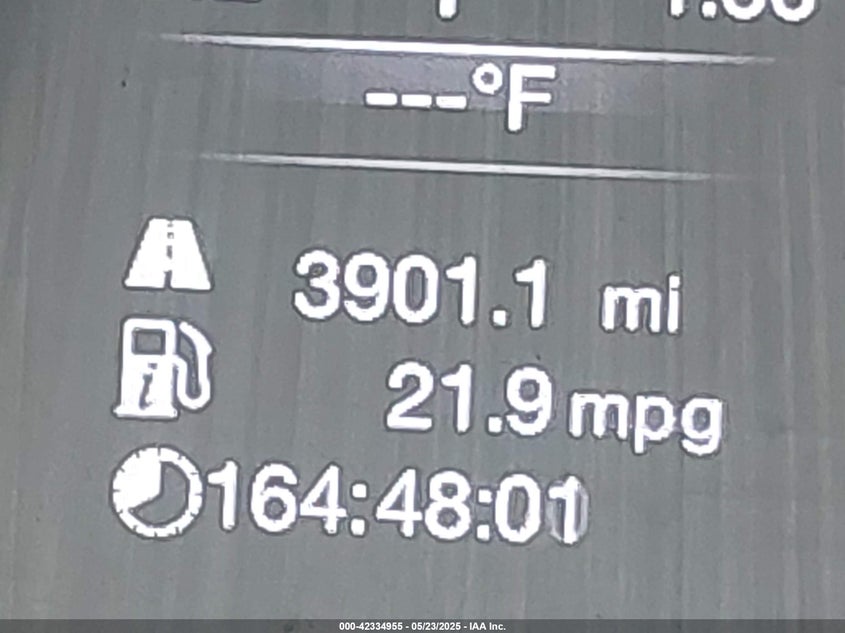 ---°F
3901.1 mi
21.9 mpg
164:48:01
000-42334955 - 05/23/2025 - IAA Inc.